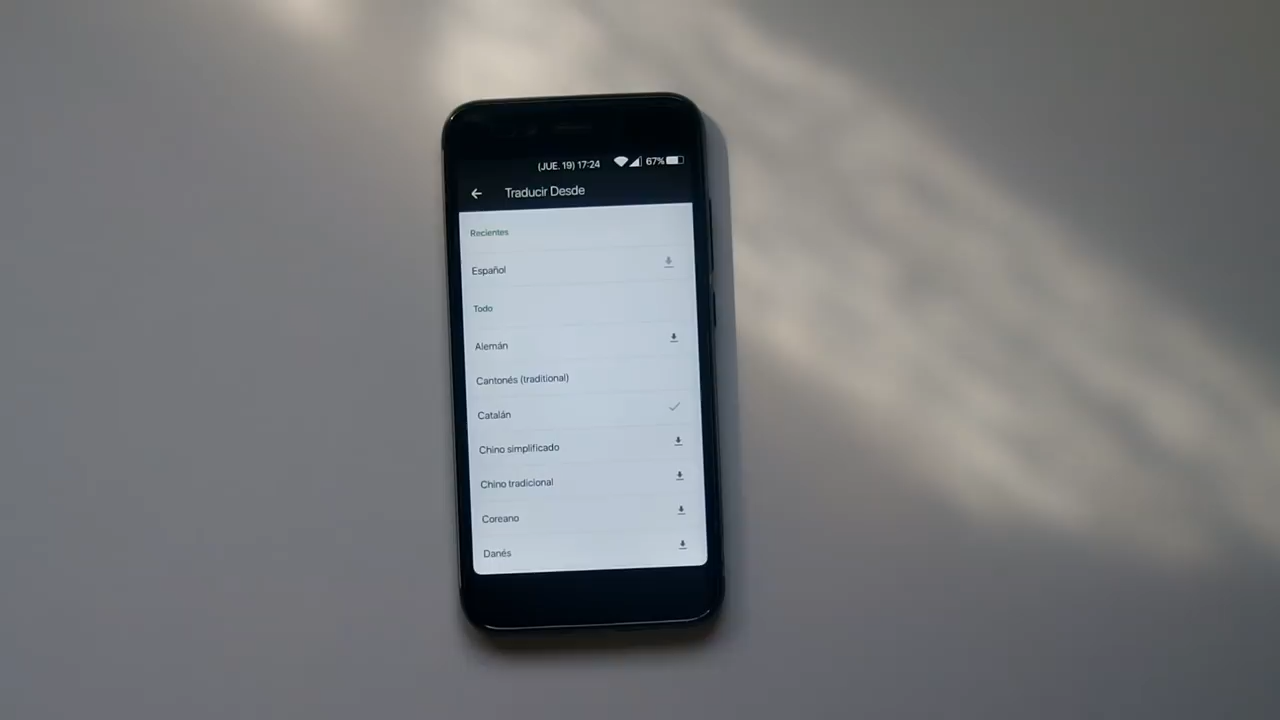 (JUE. 19) 17:24 67%
Traducir Desde
Recientes
Español
Todo
Alemán
Cantonés (traditional)
Catalán
Chino simplificado
Chino tradicional
Coreano
Danés